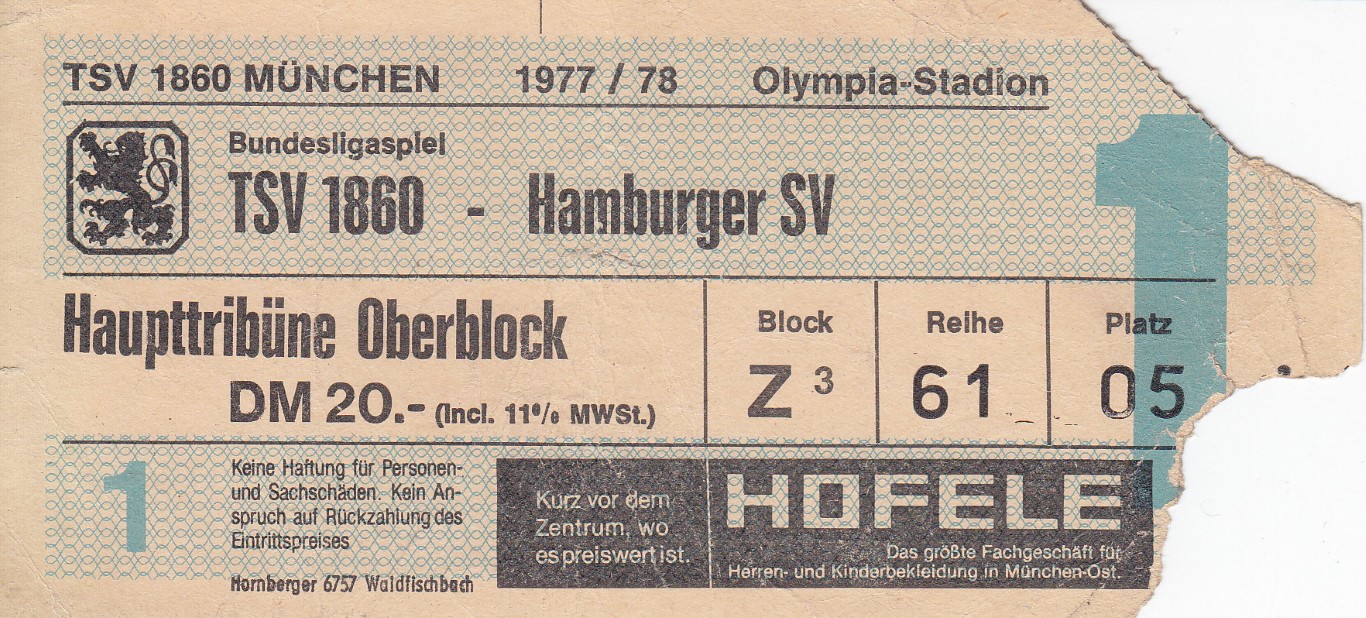 TSV 1860 MÜNCHEN 1977 / 78 Olympia-Stadion
Bundesligaspiel
TSV 1860 - Hamburger SV
Haupttribüne Oberblock
DM 20.- (incl. 11% MWSt.)
Block Reihe Platz
Z 3 61 05
1
1
Keine Haftung für Personen-
und Sachschäden. Kein An-
spruch auf Rückzahlung des
Eintrittspreises
Hornberger 6757 Waldfischbach
Kurz vor dem
Zentrum, wo
es preiswert ist.
HOFELE
Das größte Fachgeschäft für
Herren- und Kinderbekleidung in München-Ost.